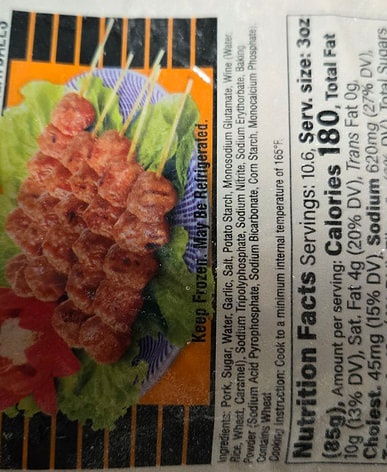 Keep Frozen. May Be Refrigerated.
Ingredients: Pork, Sugar, Water, Garlic, Salt, Potato Starch, Monosodium Glutamate, Wine (Water,
Rice, Wheat, Caramel), Sodium Tripolyphosphate, Sodium Nitrite, Sodium Erythorbate, Baking
Powder (Sodium Acid Pyrophosphate, Sodium Bicarbonate, Corn Starch, Monocalcium Phosphate).
Contains Wheat
Cooking Instruction: Cook to a minimum internal temperature of 165°F.
Nutrition Facts Servings: 10.6, Serv. size: 3oz
(85g), Amount per serving: Calories 180, Total Fat
10g (13% DV), Sat. Fat 4g (20% DV), Trans Fat 0g,
Cholest. 45mg (15% DV), Sodium 620mg (27% DV),